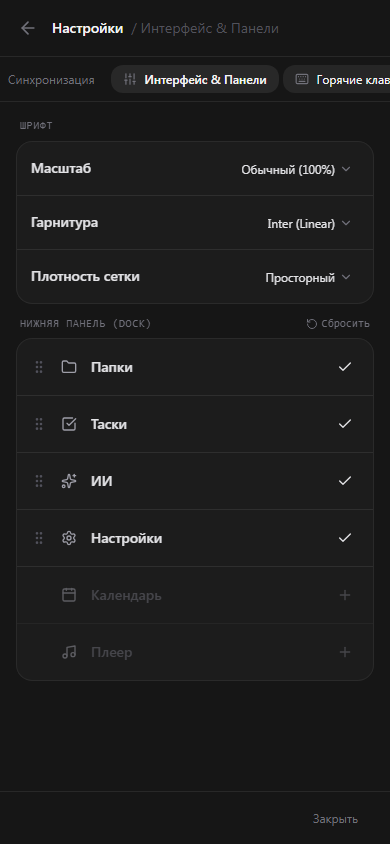 Настройки / Интерфейс & Панели
Синхронизация Интерфейс & Панели Горячие клав
ШРИФТ
Масштаб Обычный (100%)
Гарнитура Inter (Linear)
Плотность сетки Просторный
НИЖНЯЯ ПАНЕЛЬ (DOCK) Сбросить
Папки
Таски
ИИ
Настройки
Календарь
Плеер
Закрыть